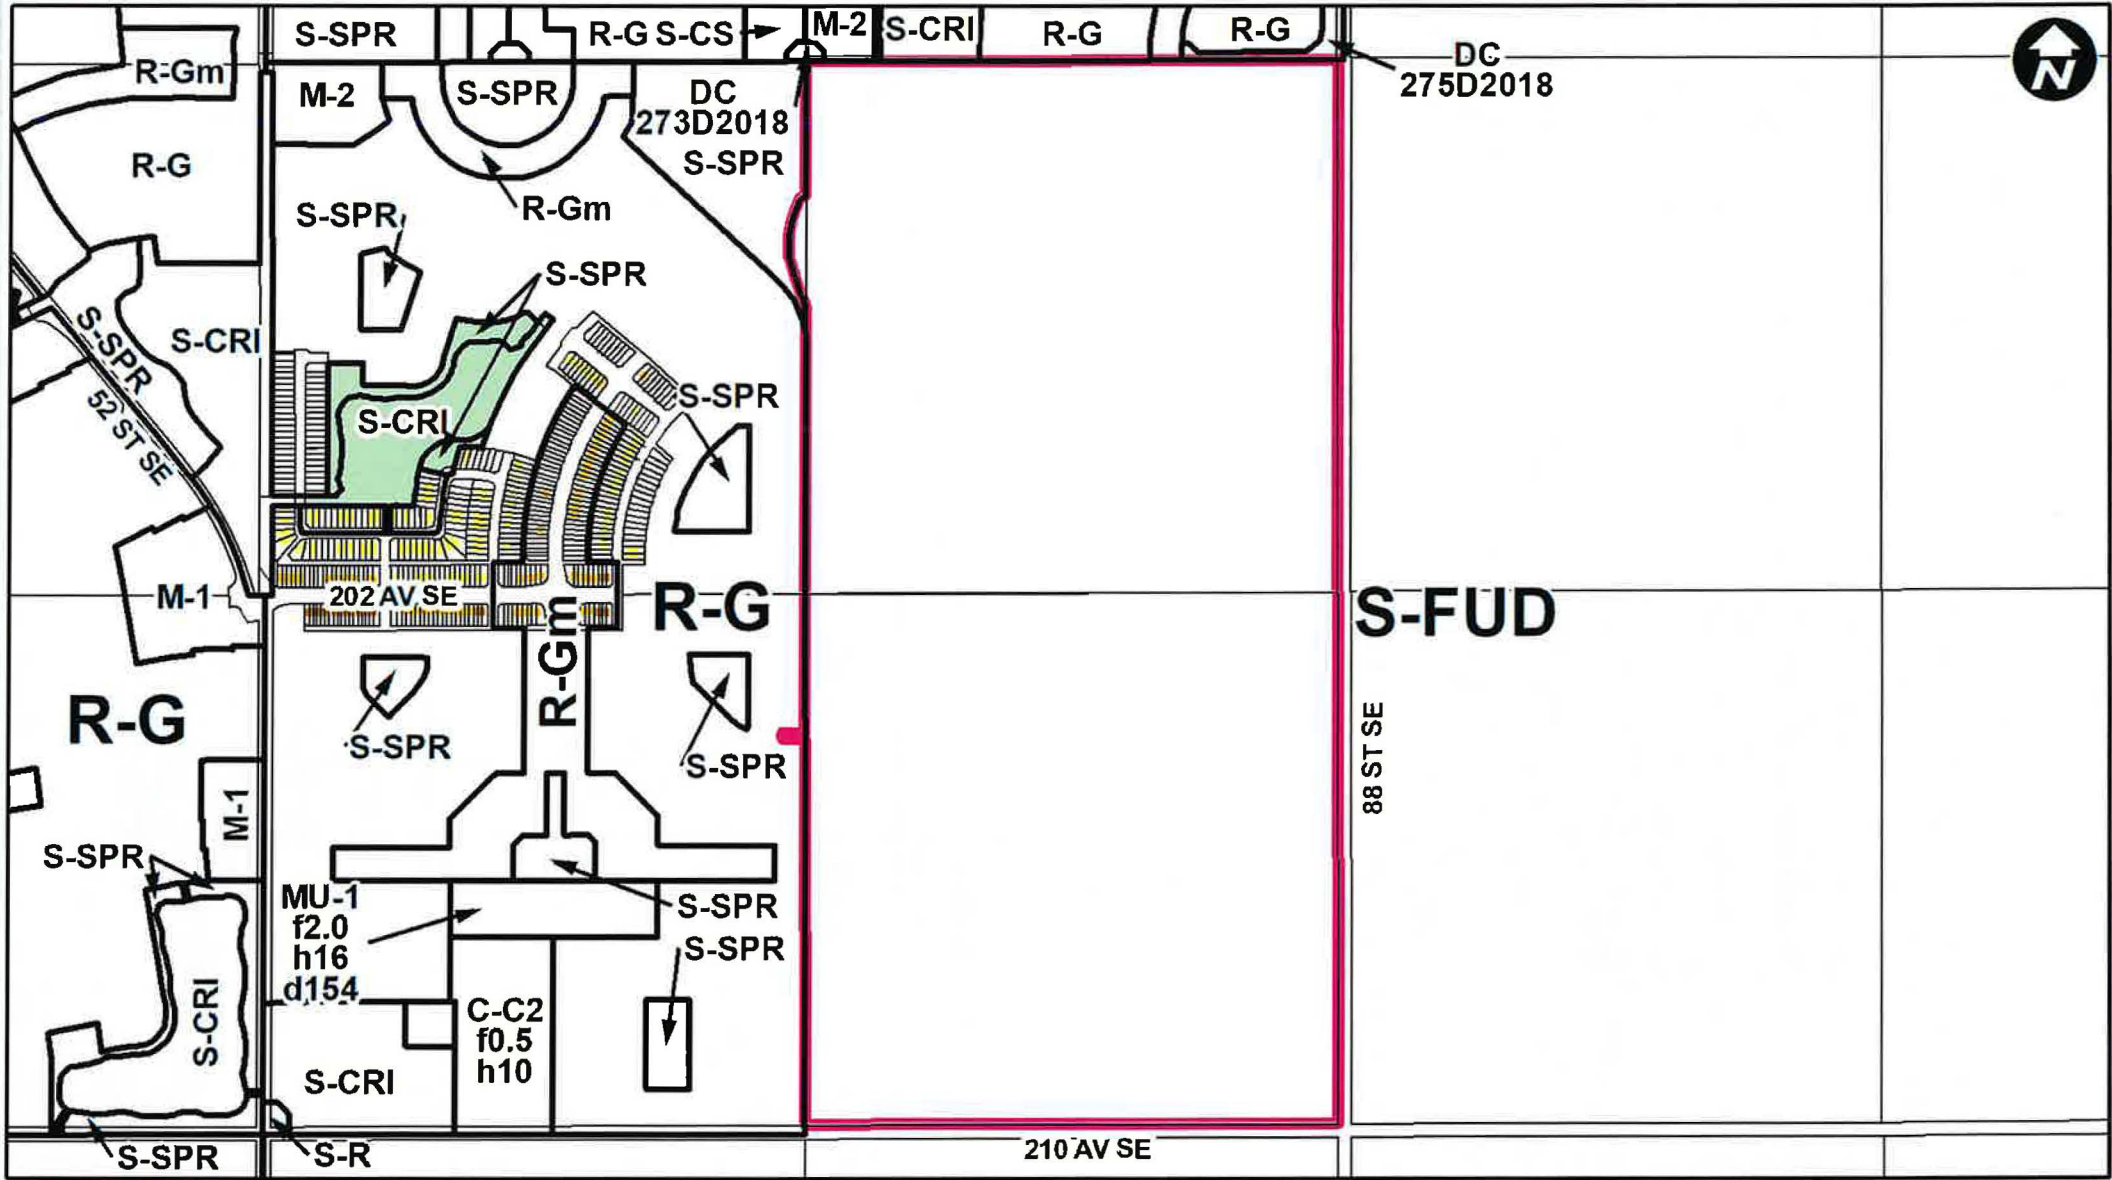 S-SPR
R-G S-CS
M-2
S-CRI
R-G
R-G
DC
275D2018
N
R-Gm
M-2
S-SPR
DC
273D2018
S-SPR
R-G
S-SPR
R-Gm
S-SPR
S-SPR
S-CRI
52 ST SE
S-CRI
S-SPR
M-1
202 AV SE
R-G
S-FUD
R-Gm
R-G
S-SPR
S-SPR
88 ST SE
M-1
S-SPR
MU-1
f2.0
h16
d154
S-SPR
S-SPR
S-CRI
C-C2
f0.5
h10
S-CRI
S-SPR
S-R
210 AV SE